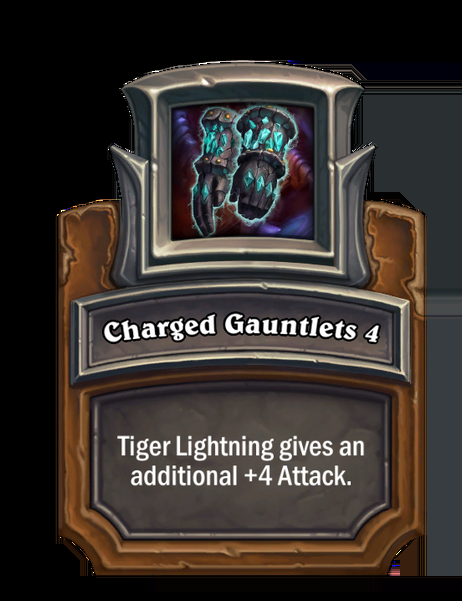 Charged Gauntlets 4
Tiger Lightning gives an
additional +4 Attack.